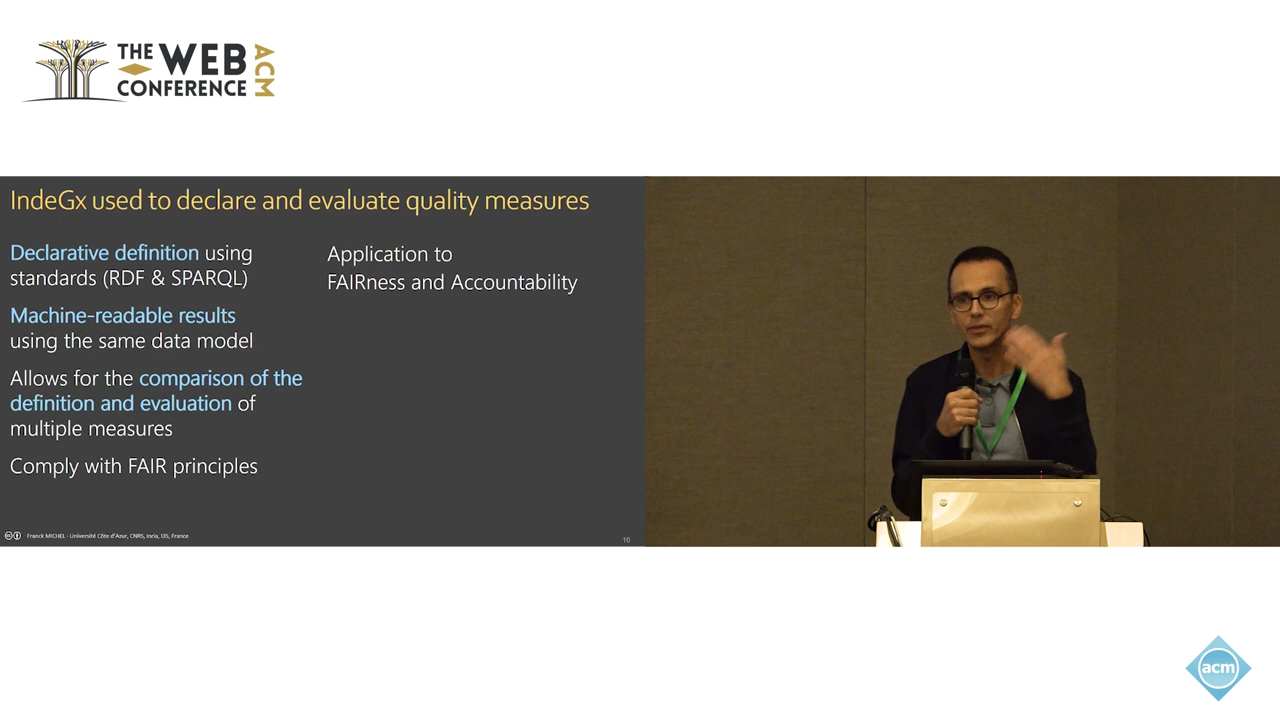 THE WEB
CONFERENCE
ACM
IndeGx used to declare and evaluate quality measures
Declarative definition using
standards (RDF & SPARQL)
Machine-readable results
using the same data model
Allows for the comparison of the
definition and evaluation of
multiple measures
Comply with FAIR principles
Application to
FAIRness and Accountability
Franck MICHEL - Université Côte d'Azur, CNRS, Inria, I3S, France
16
acm